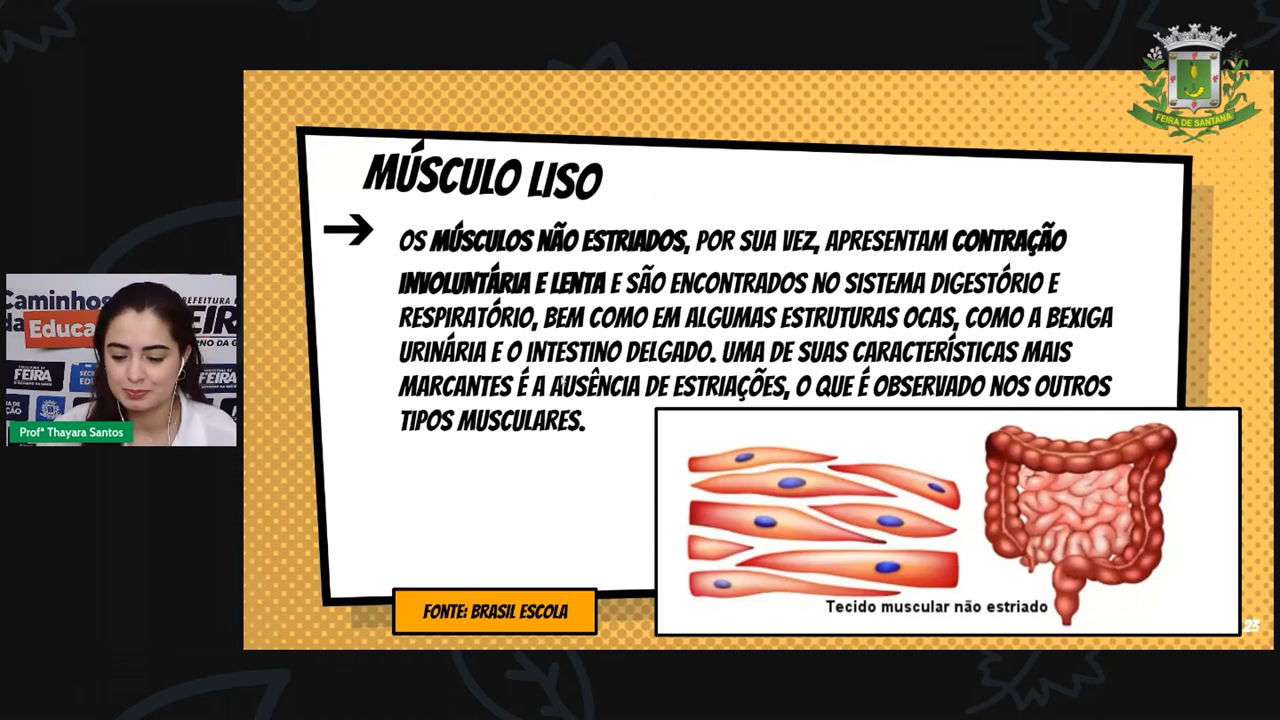 FEIRA DE SANTANA
MÚSCULO LISO
→ OS MÚSCULOS NÃO ESTRIADOS, POR SUA VEZ, APRESENTAM CONTRAÇÃO
INVOLUNTÁRIA E LENTA E SÃO ENCONTRADOS NO SISTEMA DIGESTÓRIO E
RESPIRATÓRIO, BEM COMO EM ALGUMAS ESTRUTURAS OCAS, COMO A BEXIGA
URINÁRIA E O INTESTINO DELGADO. UMA DE SUAS CARACTERÍSTICAS MAIS
MARCANTES É A AUSÊNCIA DE ESTRIAÇÕES, O QUE É OBSERVADO NOS OUTROS
TIPOS MUSCULARES.
Tecido muscular não estriado
FONTE: BRASIL ESCOLA
23
Caminhos
da
Educa
PREFEITURA
EIR
FEIRA
FEIRA
Profª Thayara Santos